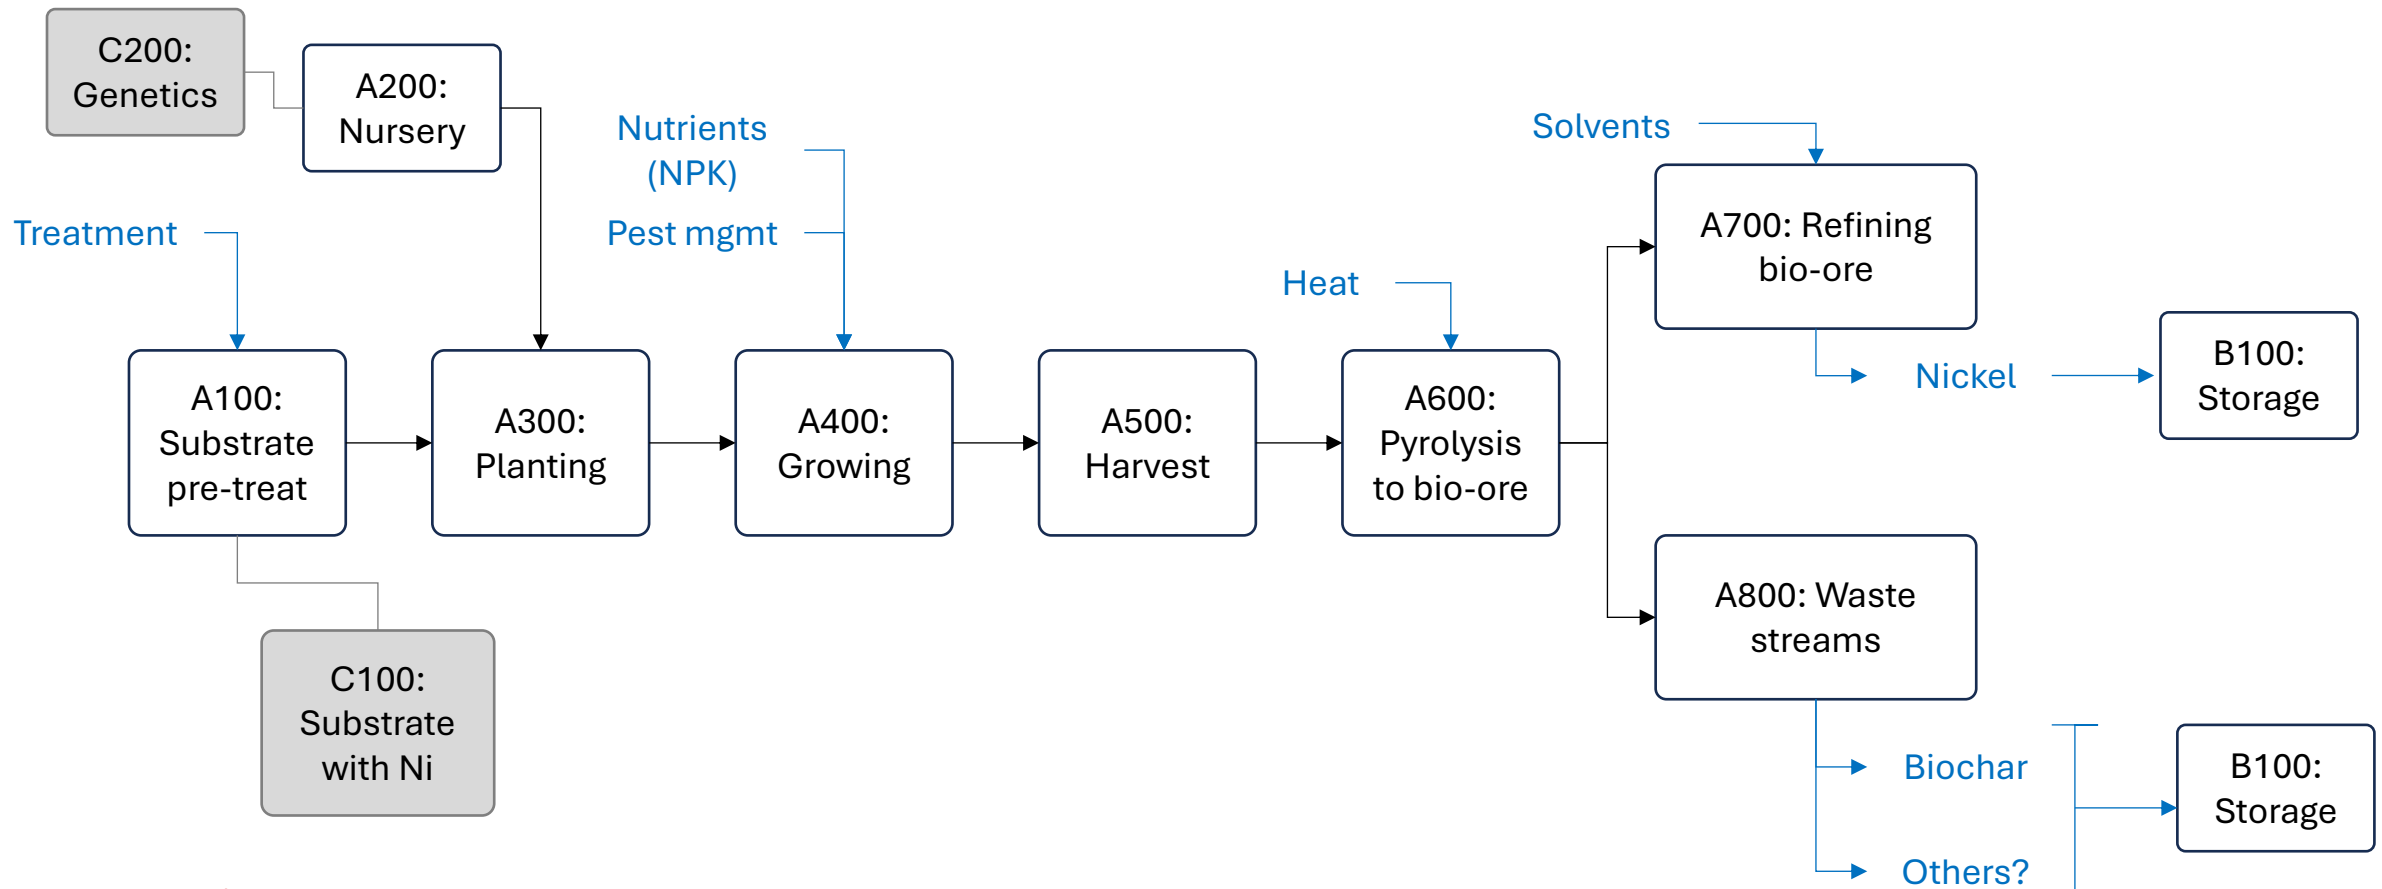 C200:
Genetics
A200:
Nursery
Nutrients
(NPK)
Solvents
Treatment
Pest mgmt
A700: Refining
bio-ore
Heat
Nickel
B100:
Storage
A100:
Substrate
pre-treat
A300:
Planting
A400:
Growing
A500:
Harvest
A600:
Pyrolysis
to bio-ore
A800: Waste
streams
C100:
Substrate
with Ni
Biochar
Others?
B100:
Storage